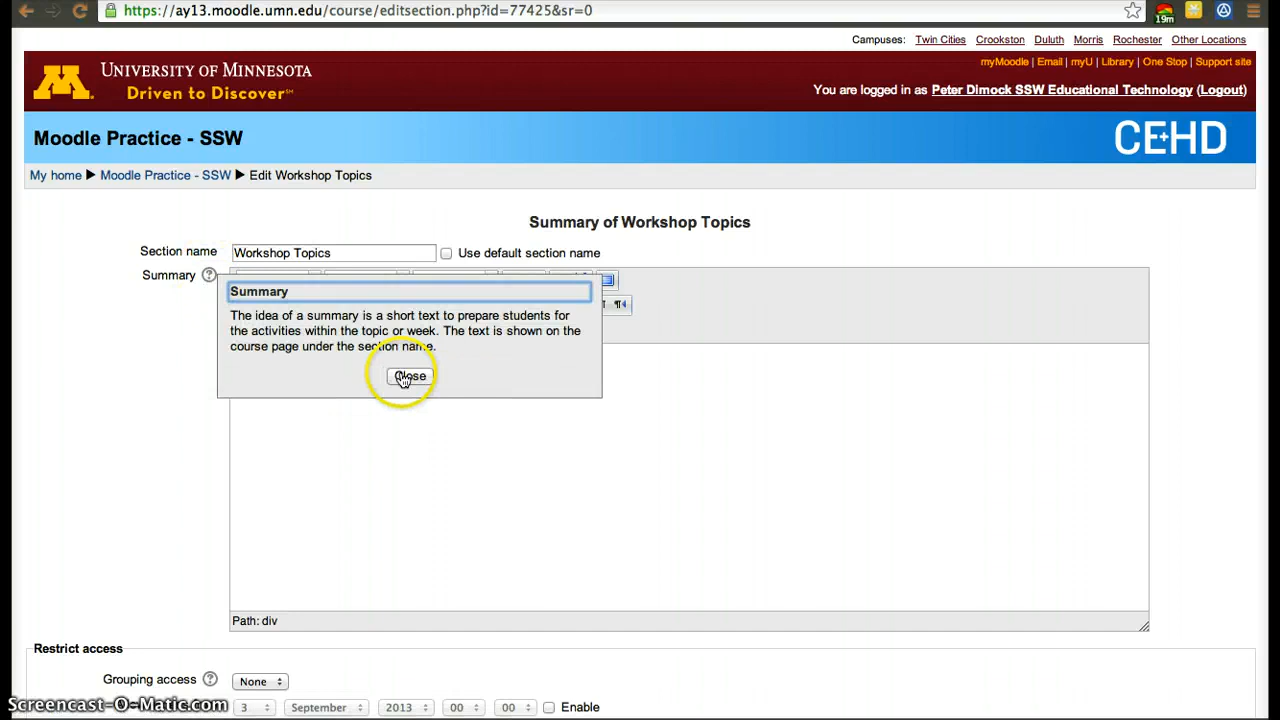 https://ay13.moodle.umn.edu/course/editsection.php?id=77425&sr=0
19m
Campuses: Twin Cities Crookston Duluth Morris Rochester Other Locations
UNIVERSITY OF MINNESOTA
Driven to Discover℠
myMoodle | Email | myU | Library | One Stop | Support site
You are logged in as Peter Dimock SSW Educational Technology (Logout)
Moodle Practice - SSW
CEHD
My home ▶ Moodle Practice - SSW ▶ Edit Workshop Topics
Summary of Workshop Topics
Section name Workshop Topics Use default section name
Summary
Summary
The idea of a summary is a short text to prepare students for
the activities within the topic or week. The text is shown on the
course page under the section name.
Close
Path: div
Restrict access
Grouping access None
3 September 2013 00 00 Enable
Screencast-O-Matic.com